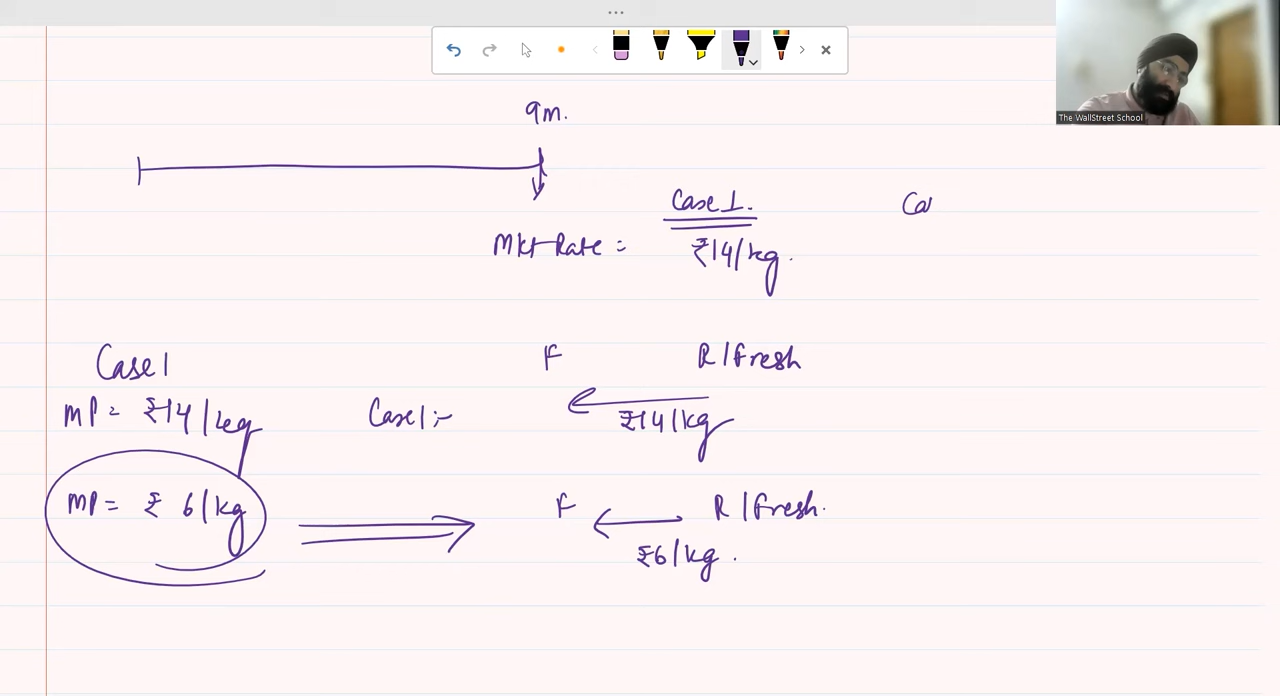 The WallStreet School
9m.
Case 1. Ca
Mkt Rate = ₹14/kg.
Case 1 F R/Fresh
MP = ₹14/kg Case 1:- ₹14/kg
MP = ₹ 6/kg F R/Fresh.
₹6/kg.